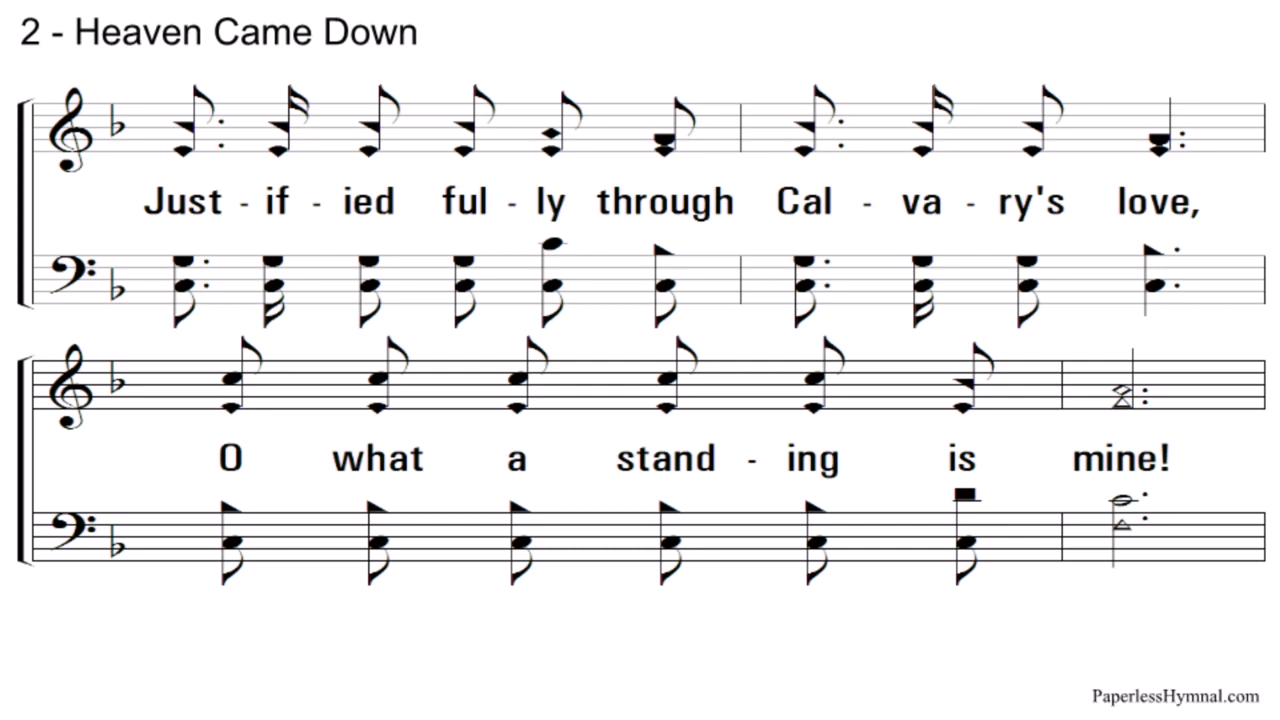 2 - Heaven Came Down
Just - if - ied ful - ly through Cal - va - ry's love,
O what a stand - ing is mine!
PaperlessHymnal.com